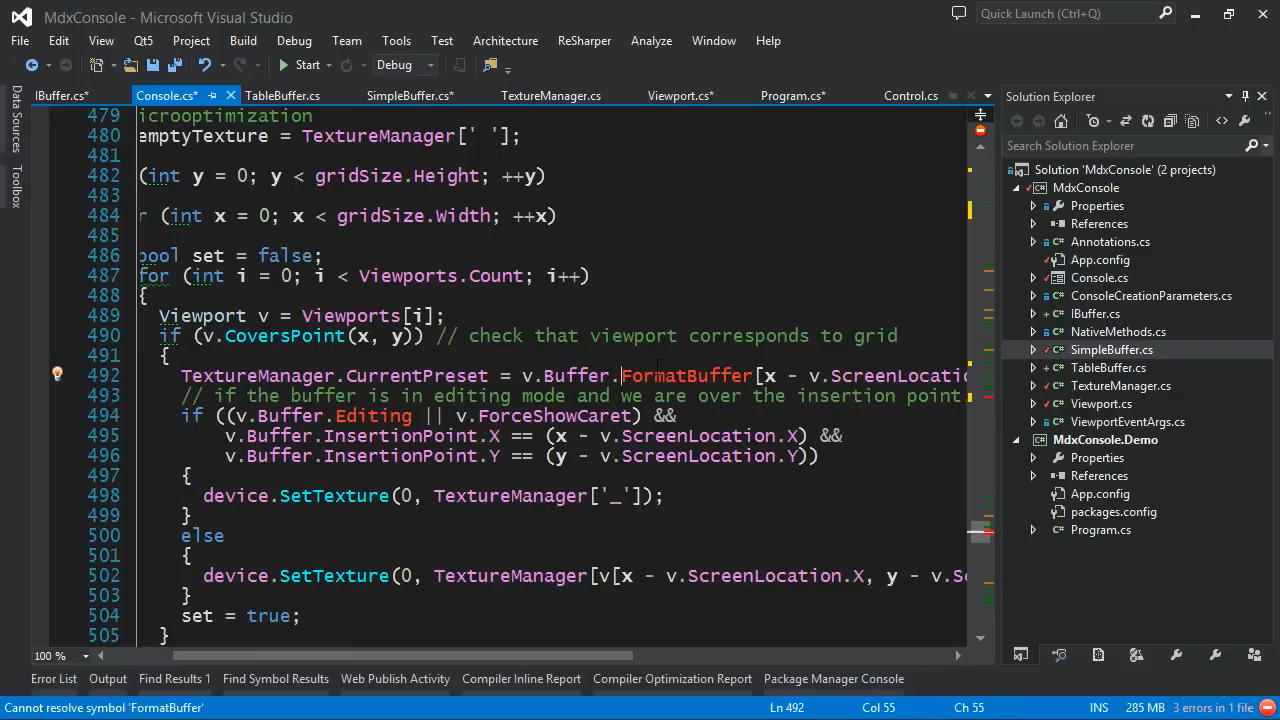 MdxConsole - Microsoft Visual Studio
Quick Launch (Ctrl+Q)
File Edit View Qt5 Project Build Debug Team Tools Test Architecture ReSharper Analyze Window Help
Start Debug
IBuffer.cs* Console.cs* TableBuffer.cs SimpleBuffer.cs* TextureManager.cs Viewport.cs* Program.cs* Control.cs
Data Sources
Toolbox
479 icrooptimization
480 emptyTexture = TextureManager[' '];
481
482 (int y = 0; y < gridSize.Height; ++y)
483
484 r (int x = 0; x < gridSize.Width; ++x)
485
486 bool set = false;
487 for (int i = 0; i < Viewports.Count; i++)
488 {
489 Viewport v = Viewports[i];
490 if (v.CoversPoint(x, y)) // check that viewport corresponds to grid
491 {
492 TextureManager.CurrentPreset = v.Buffer.FormatBuffer[x - v.ScreenLocatio
493 // if the buffer is in editing mode and we are over the insertion point.
494 if ((v.Buffer.Editing || v.ForceShowCaret) &&
495 v.Buffer.InsertionPoint.X == (x - v.ScreenLocation.X) &&
496 v.Buffer.InsertionPoint.Y == (y - v.ScreenLocation.Y))
497 {
498 device.SetTexture(0, TextureManager['_']);
499 }
500 else
501 {
502 device.SetTexture(0, TextureManager[v[x - v.ScreenLocation.X, y - v.Sc
503 }
504 set = true;
505 }
100 %
Solution Explorer
Search Solution Explorer
Solution 'MdxConsole' (2 projects)
MdxConsole
Properties
References
Annotations.cs
App.config
Console.cs
ConsoleCreationParameters.cs
IBuffer.cs
NativeMethods.cs
SimpleBuffer.cs
TableBuffer.cs
TextureManager.cs
Viewport.cs
ViewportEventArgs.cs
MdxConsole.Demo
Properties
References
App.config
packages.config
Program.cs
Error List Output Find Results 1 Find Symbol Results Web Publish Activity Compiler Inline Report Compiler Optimization Report Package Manager Console
Cannot resolve symbol 'FormatBuffer' Ln 492 Col 55 Ch 55 INS 285 MB 3 errors in 1 file